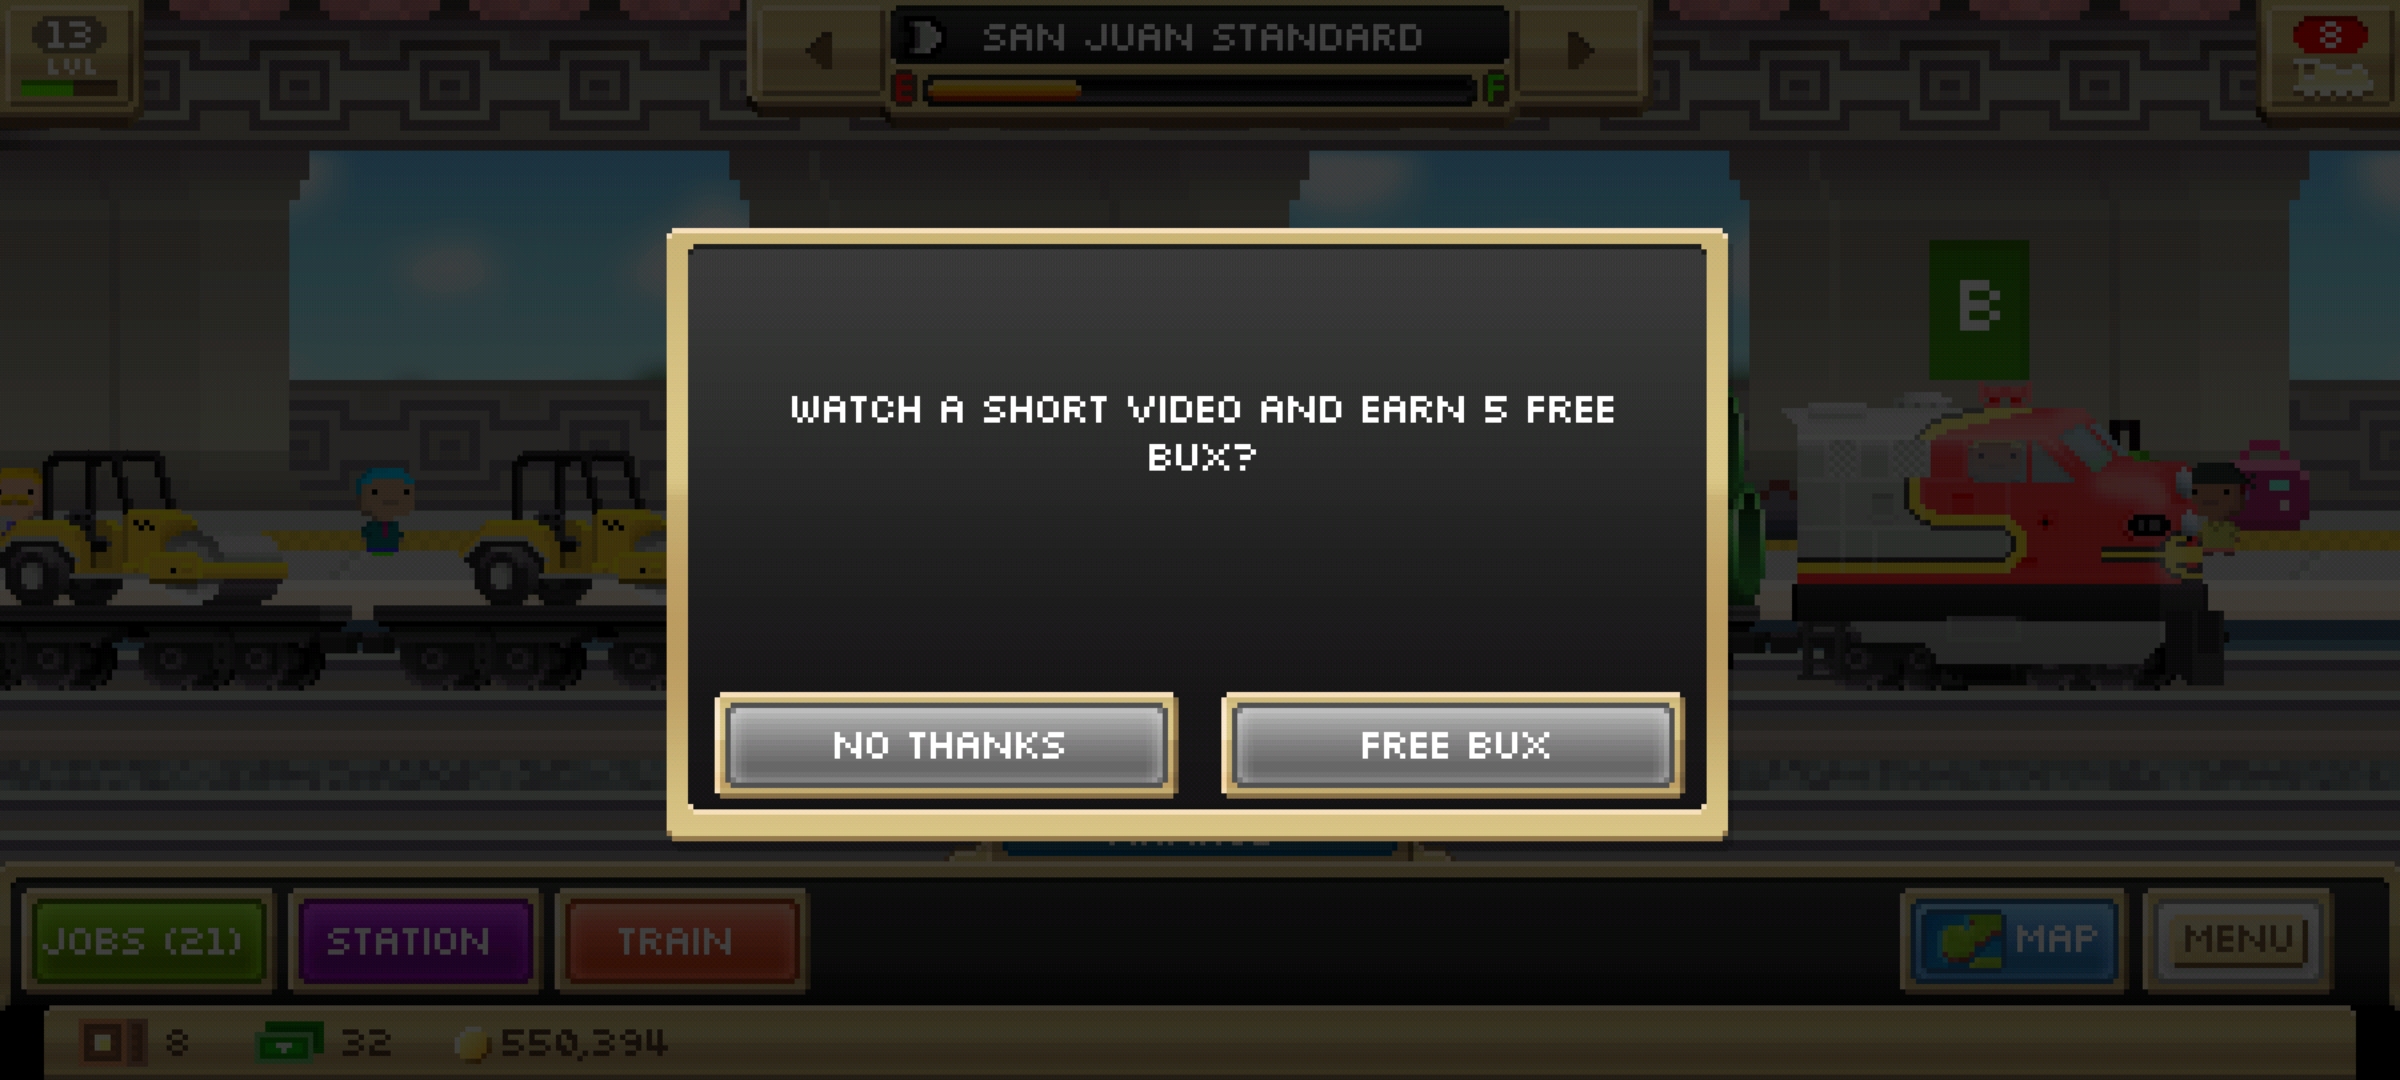 13
LVL
SAN JUAN STANDARD
E
F
8
B
WATCH A SHORT VIDEO AND EARN 5 FREE
BUX?
NO THANKS
FREE BUX
JOBS (21)
STATION
TRAIN
MAP
MENU
8
32
550,394